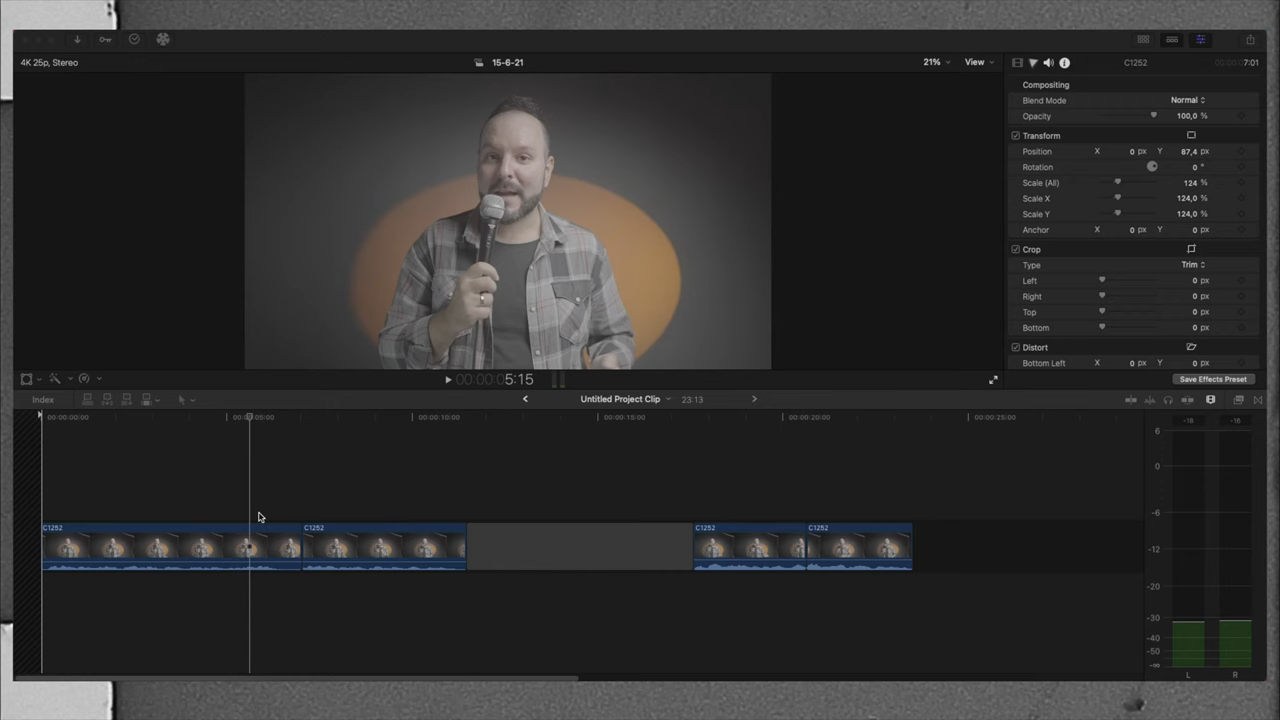 4K 25p, Stereo
15-6-21
21%
View
C1252
7:01
Compositing
Blend Mode Normal
Opacity 100,0 %
Transform
Position X 0 px Y 87,4 px
Rotation 0 °
Scale (All) 124 %
Scale X 124,0 %
Scale Y 124,0 %
Anchor X 0 px Y 0 px
Crop
Type Trim
Left 0 px
Right 0 px
Top 0 px
Bottom 0 px
Distort
Bottom Left X 0 px Y 0 px
00:00:00:05:15
Save Effects Preset
Index
Untitled Project Clip
23:13
00:00:00:00
00:00:05:00
00:00:10:00
00:00:15:00
00:00:20:00
00:00:25:00
-18 -16
6
0
-6
-12
-20
-30
-40
-50
-∞
L R
C1252
C1252
C1252
C1252